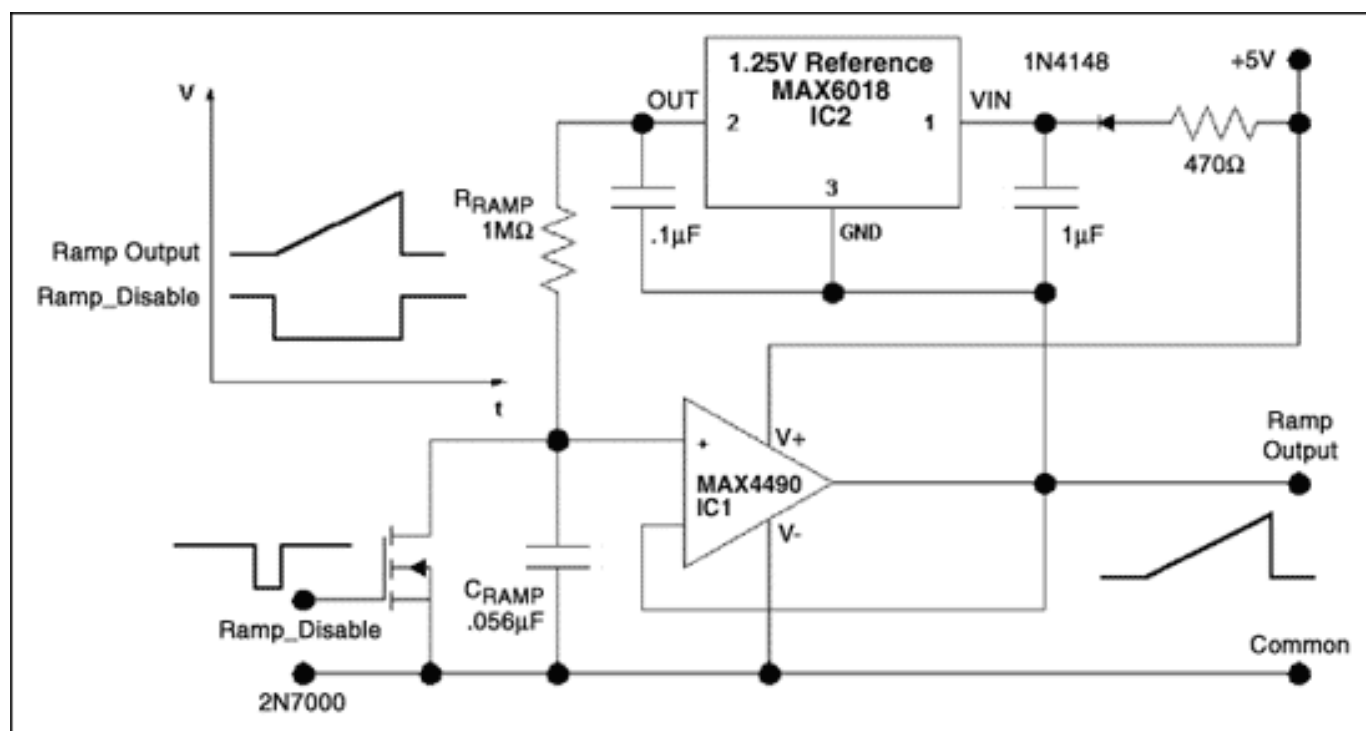 V
Ramp Output
Ramp_Disable
t
1.25V Reference
MAX6018
IC2
OUT
2
1
3
GND
VIN
1N4148
+5V
470Ω
RRAMP
1MΩ
.1µF
1µF
+
V+
MAX4490
IC1
V-
Ramp
Output
CRAMP
.056µF
Ramp_Disable
2N7000
Common